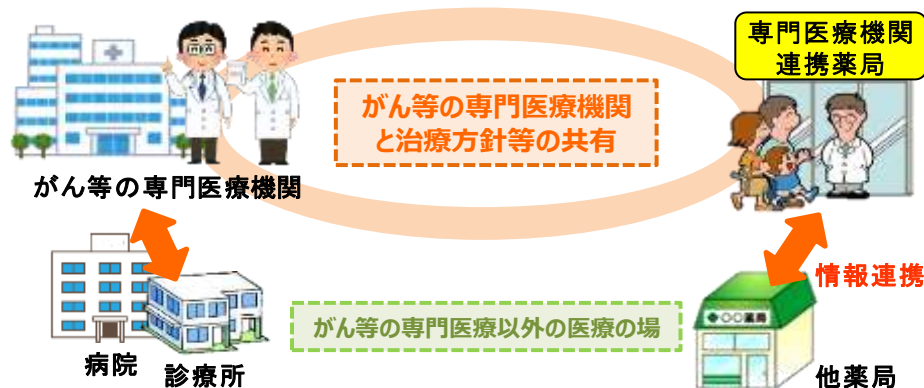 専門医療機関
連携薬局
がん等の専門医療機関
と治療方針等の共有
がん等の専門医療機関
情報連携
がん等の専門医療以外の医療の場
○○薬局
病院
診療所
他薬局